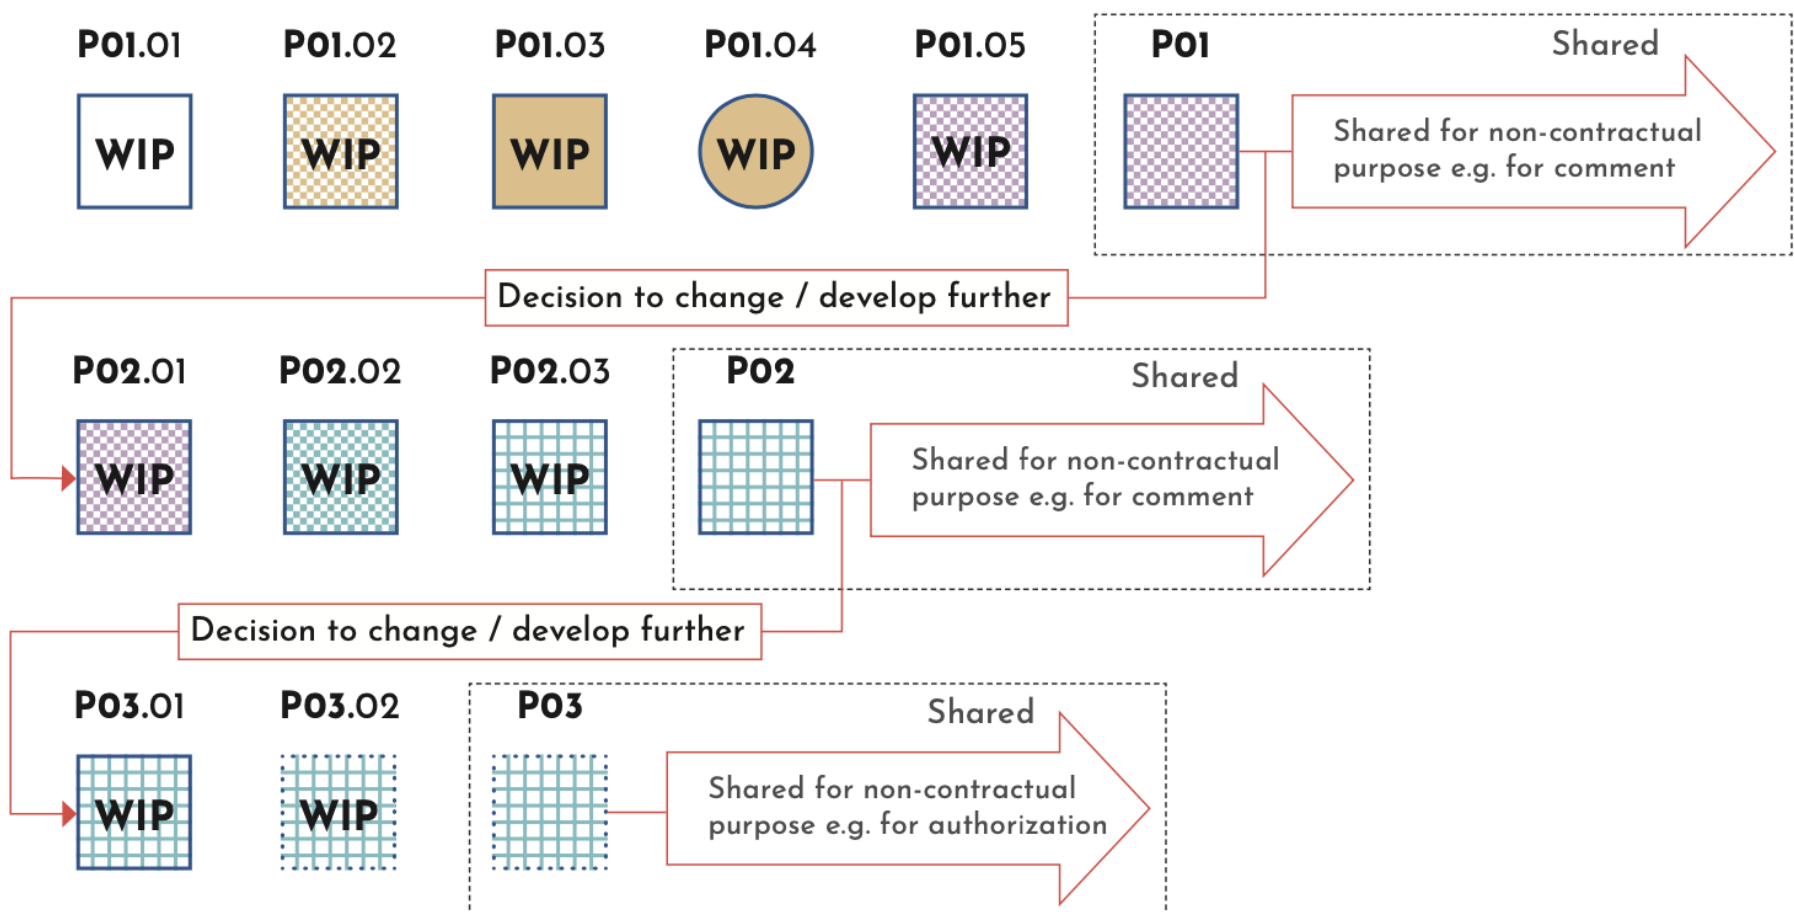 P01.01
P01.02
P01.03
P01.04
P01.05
P01
Shared
WIP
WIP
WIP
WIP
WIP
Shared for non-contractual
purpose e.g. for comment
Decision to change / develop further
P02.01
P02.02
P02.03
P02
Shared
WIP
WIP
WIP
Shared for non-contractual
purpose e.g. for comment
Decision to change / develop further
P03.01
P03.02
P03
Shared
WIP
WIP
Shared for non-contractual
purpose e.g. for authorization